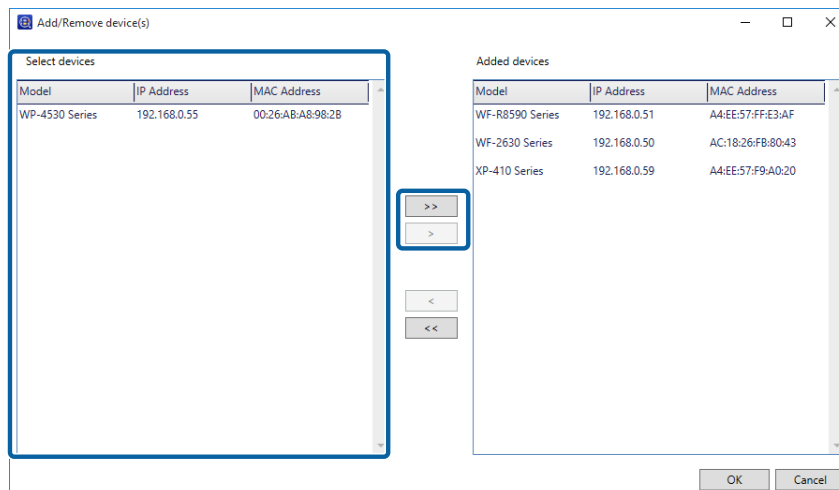 Add/Remove device(s)
Select devices
Model IP Address MAC Address
WP-4530 Series 192.168.0.55 00:26:AB:A8:98:2B
>>
>
<
<<
Added devices
Model IP Address MAC Address
WF-R8590 Series 192.168.0.51 A4:EE:57:FF:E3:AF
WF-2630 Series 192.168.0.50 AC:18:26:FB:80:43
XP-410 Series 192.168.0.59 A4:EE:57:F9:A0:20
OK Cancel